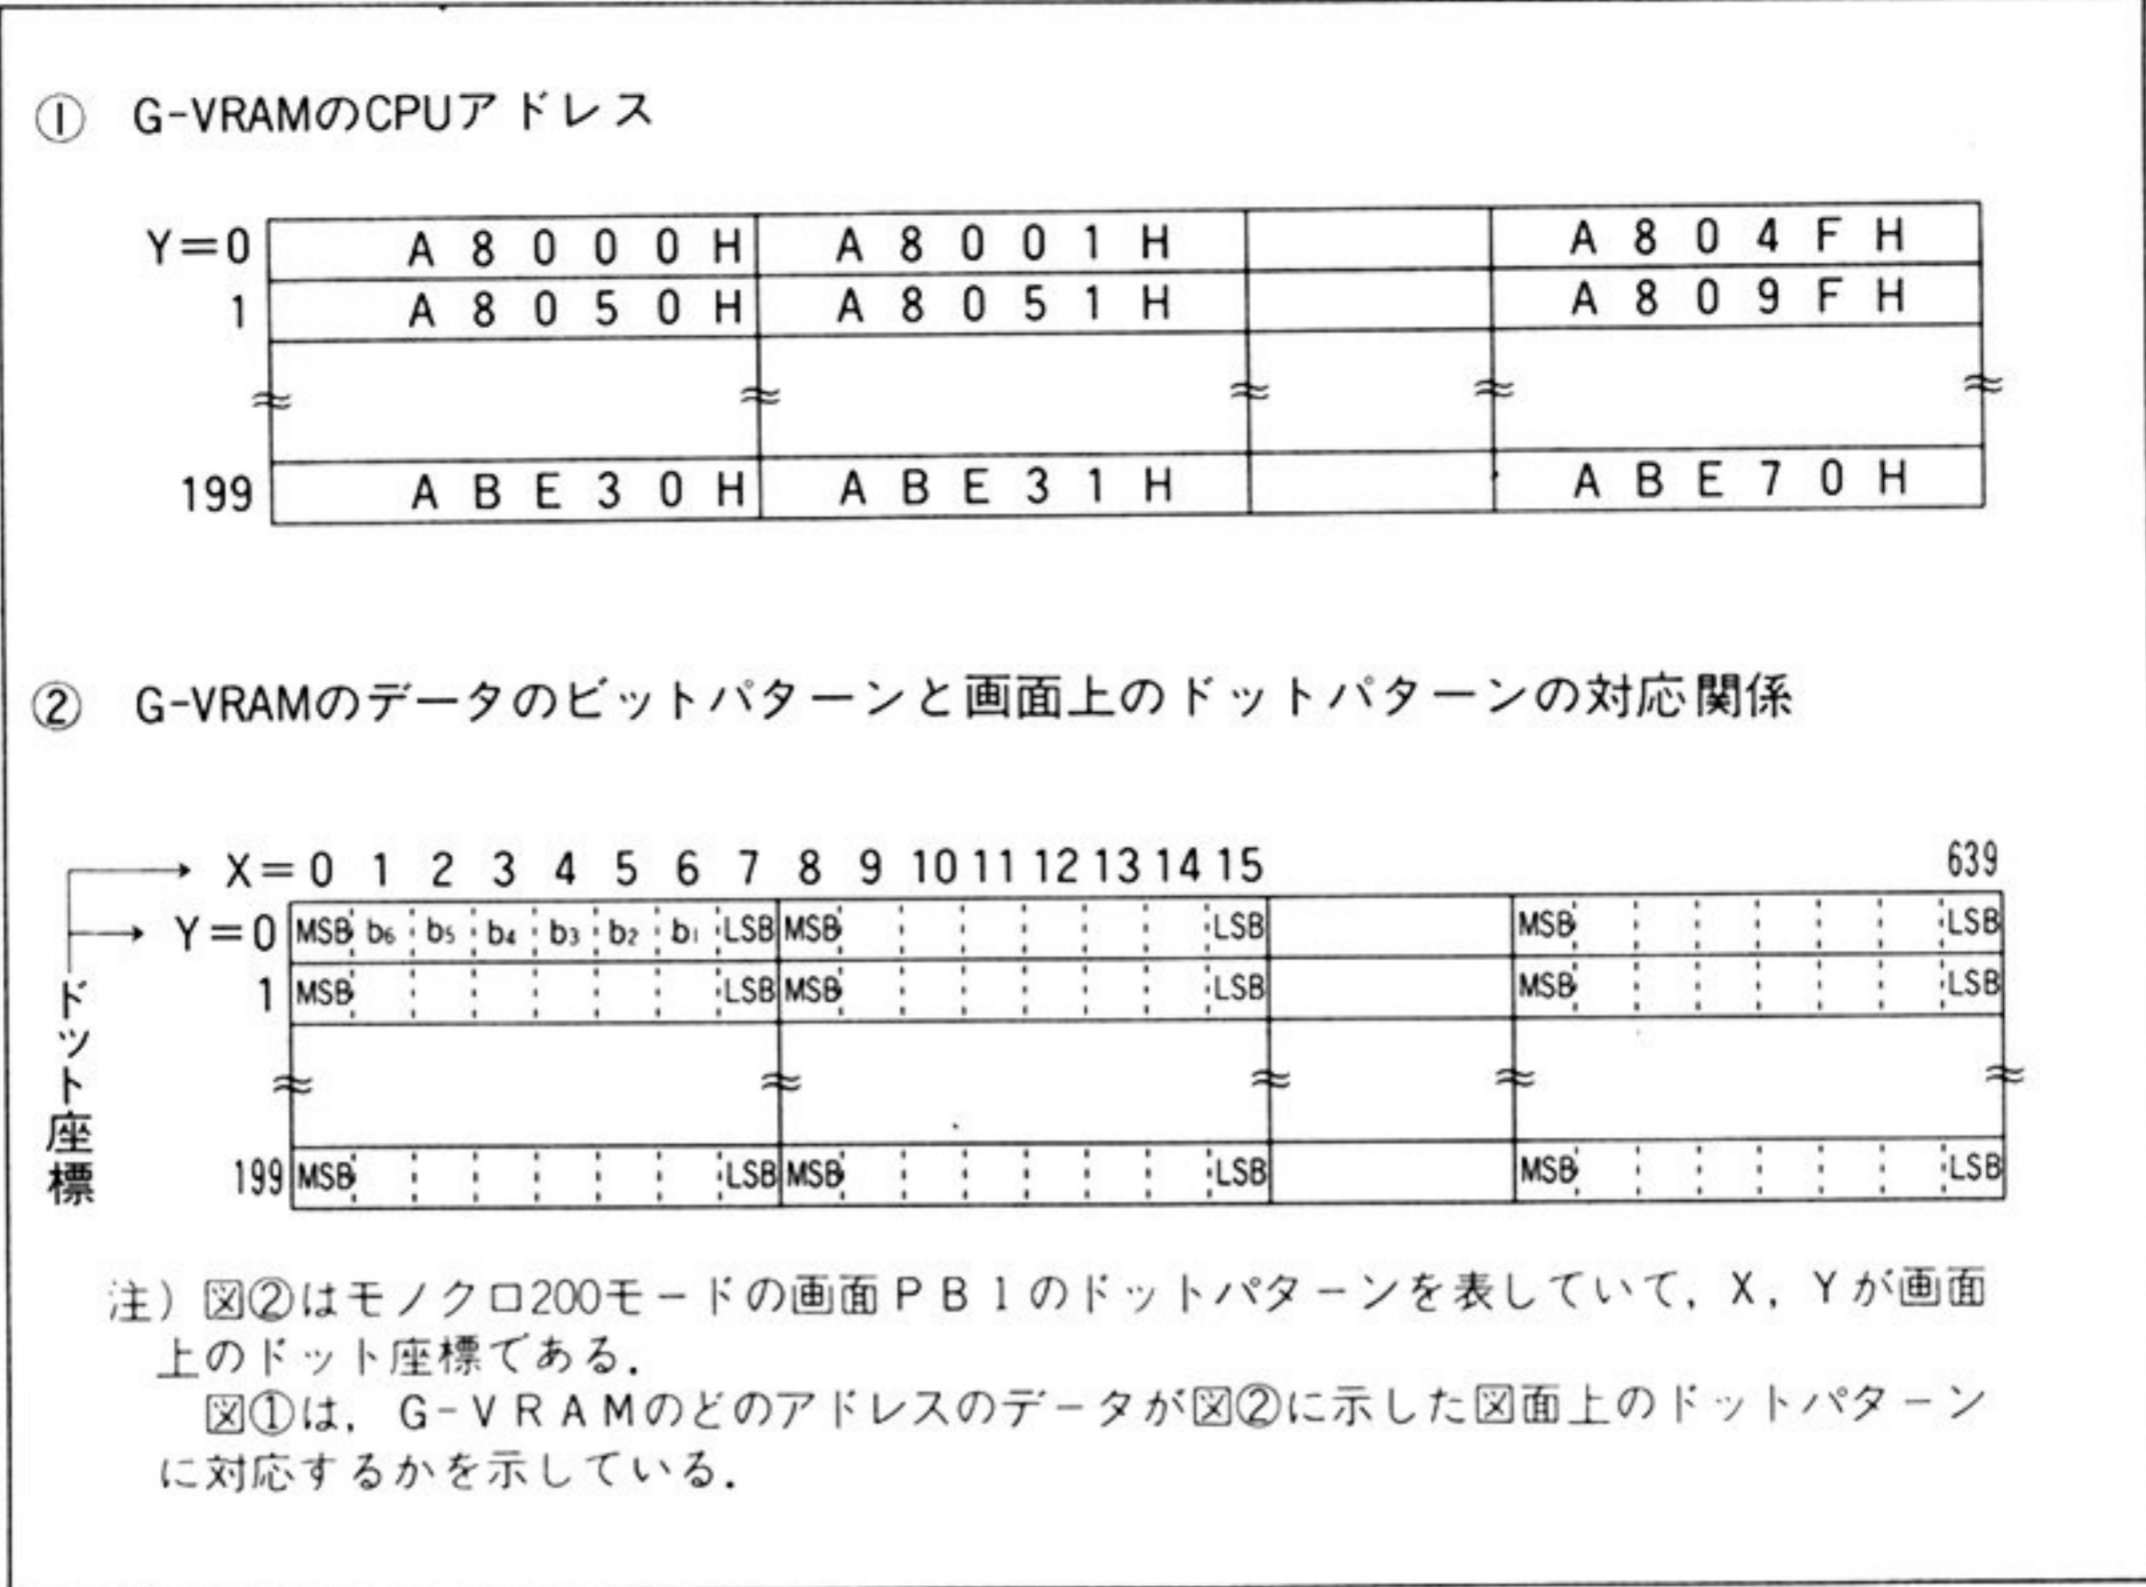 ① G-VRAMのCPUアドレス
Y=0 A8000H A8001H A804FH
1 A8050H A8051H A809FH
199 ABE30H ABE31H ABE70H
② G-VRAMのデータのビットパターンと画面上のドットパターンの対応関係
X=0 1 2 3 4 5 6 7 8 9 10 11 12 13 14 15 639
Y=0 MSB b6 b5 b4 b3 b2 b1 LSB MSB LSB MSB LSB
1 MSB LSB MSB LSB MSB LSB
199 MSB LSB MSB LSB MSB LSB
ドット座標
注）図②はモノクロ200モードの画面PB1のドットパターンを表していて，X，Yが画面
上のドット座標である．
図①は，G-VRAMのどのアドレスのデータが図②に示した図面上のドットパターン
に対応するかを示している．